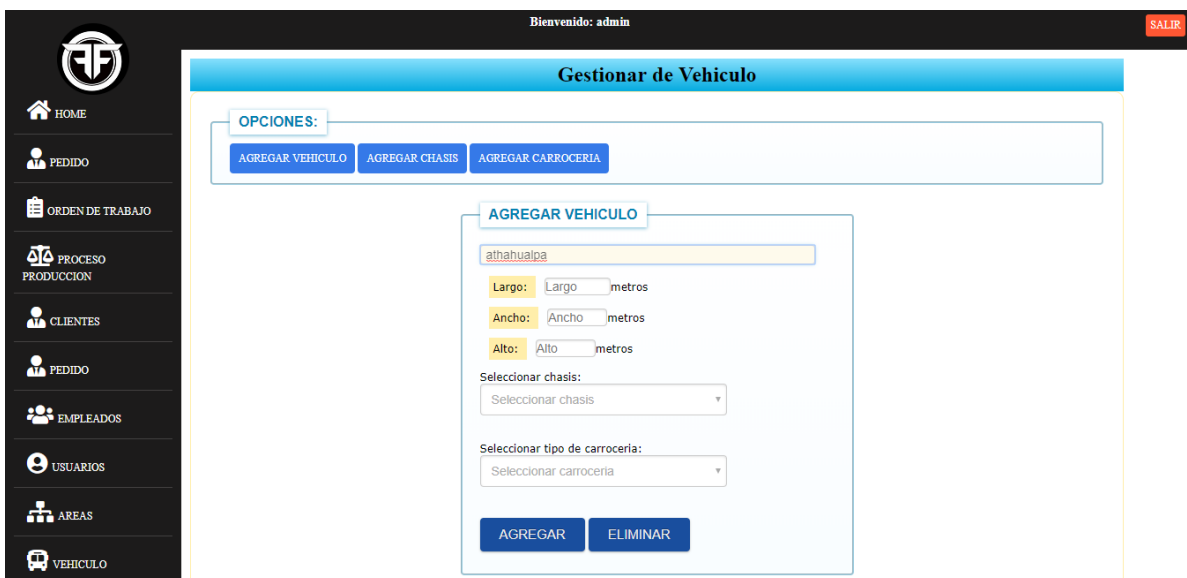 Bienvenido: admin
SALIR
HOME
PEDIDO
ORDEN DE TRABAJO
PROCESO
PRODUCCION
CLIENTES
PEDIDO
EMPLEADOS
USUARIOS
AREAS
VEHICULO
Gestionar de Vehiculo
OPCIONES:
AGREGAR VEHICULO AGREGAR CHASIS AGREGAR CARROCERIA
AGREGAR VEHICULO
athahualpa
Largo: Largo metros
Ancho: Ancho metros
Alto: Alto metros
Seleccionar chasis:
Seleccionar chasis
Seleccionar tipo de carroceria:
Seleccionar carroceria
AGREGAR ELIMINAR